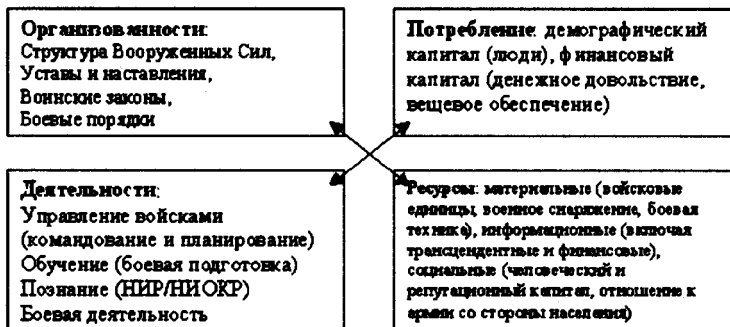 Организованности:
Структура Вооруженных Сил,
Уставы и наставления,
Воинские законы,
Боевые порядки
Потребление: демографический
капитал (люди), финансовый
капитал (денежное довольствие,
вещевое обеспечение)
Деятельности:
Управление войсками
(командование и планирование)
Обучение (боевая подготовка)
Познание (НИР/НИОКР)
Боевая деятельность
Ресурсы: материальные (войсковые
единицы, военное снаряжение, боевая
техника), информационные (включая
трансцендентные и финансовые),
социальные (человеческий и
репутационный капитал, отношение к
армии со стороны населения)